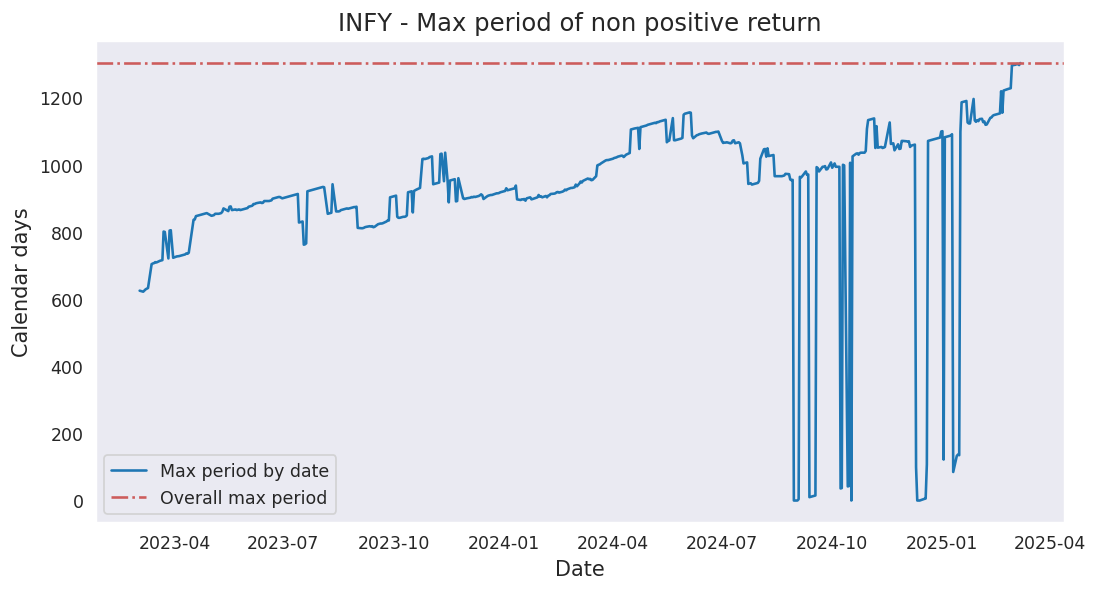 INFY - Max period of non positive return
Calendar days
1200
1000
800
600
400
200
0
Max period by date
Overall max period
2023-04 2023-07 2023-10 2024-01 2024-04 2024-07 2024-10 2025-01 2025-04
Date